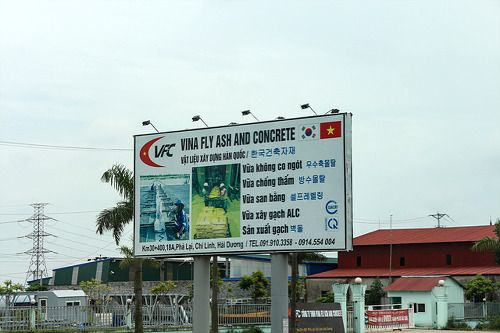 VFC
VINA FLY ASH AND CONCRETE
VẬT LIỆU XÂY DỰNG HÀN QUỐC / 한국건축자재
Vữa không co ngót 무수축몰탈
Vữa chống thấm 방수몰탈
Vữa san bằng 셀프레벨링
Vữa xây gạch ALC
Sản xuất gạch 벽돌
Km30+400,18A,Phả Lại, Chí Linh, Hải Dương / TEL.091.910.3358 - 0914.554 004